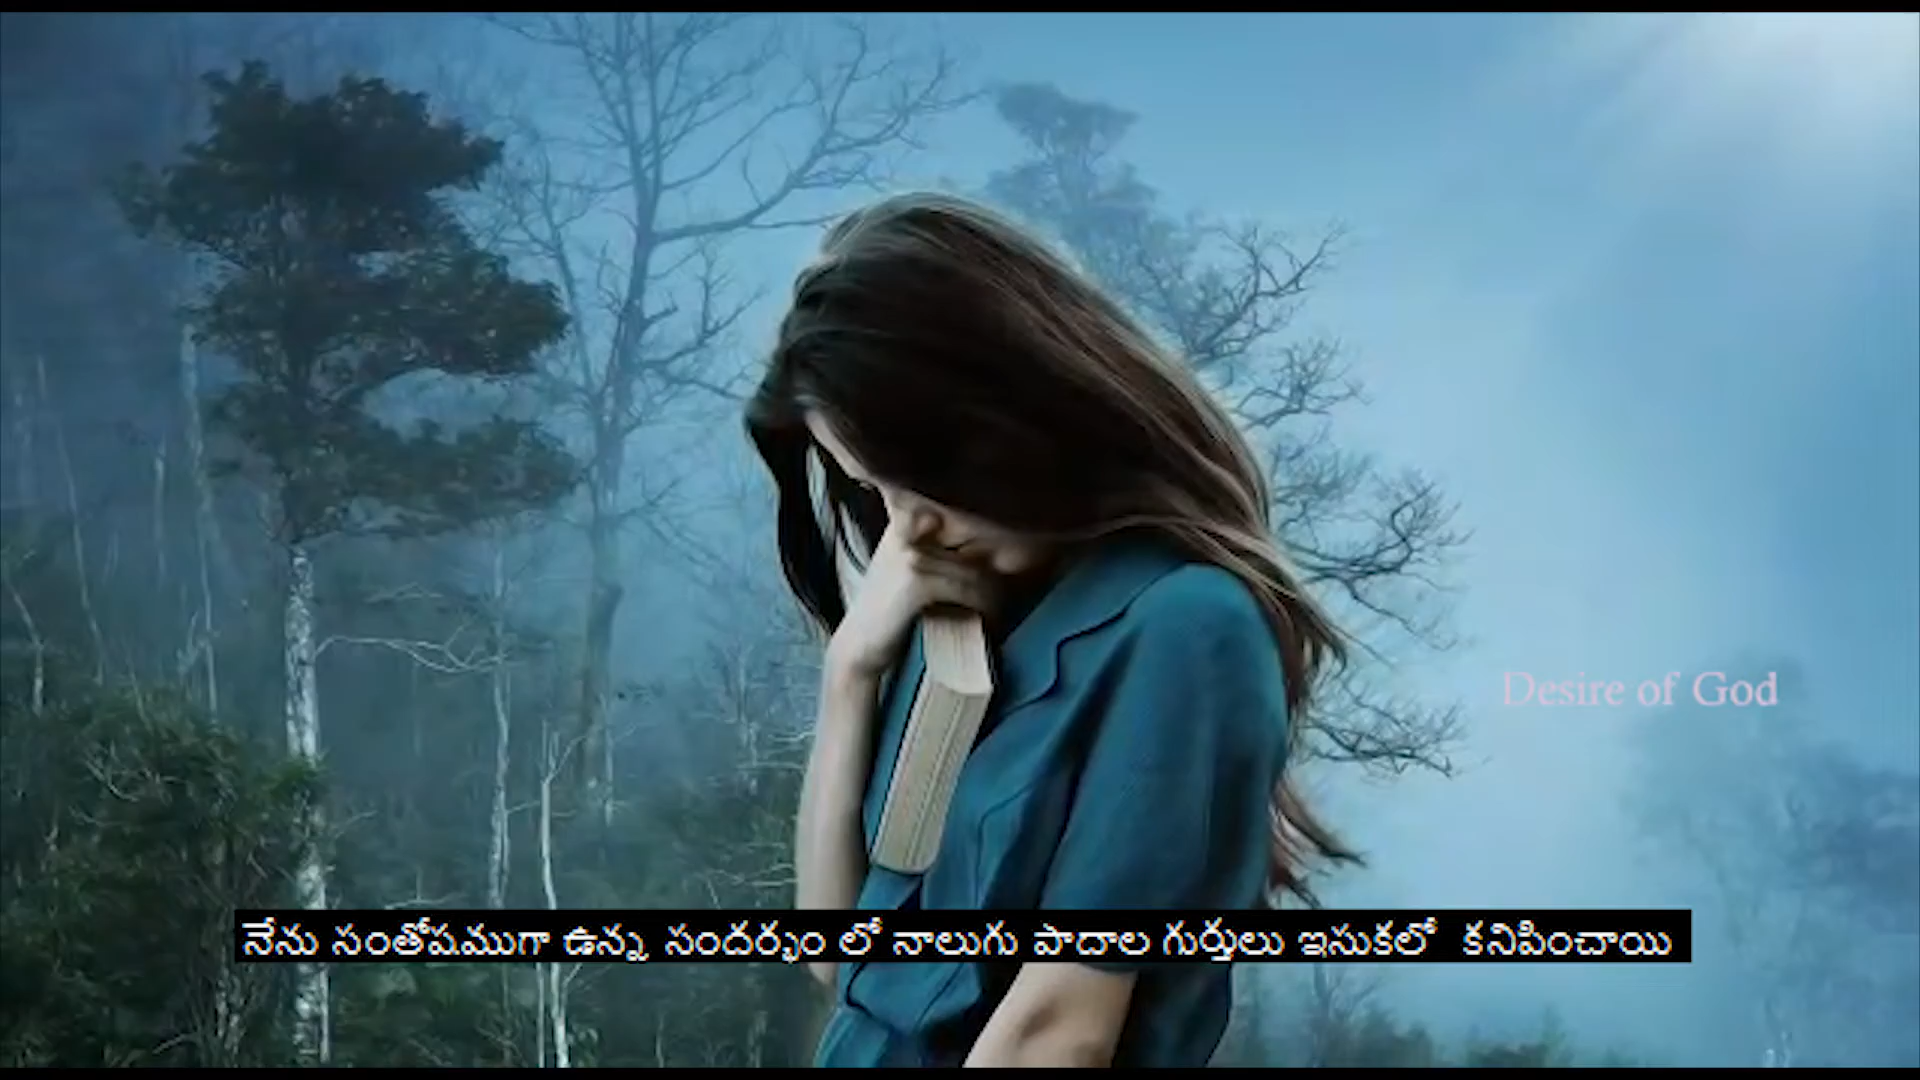 Desire of God
నేను సంతోషముగా ఉన్న సందర్భం లో నాలుగు పాదాల గుర్తులు ఇసుకలో కనిపించాయి